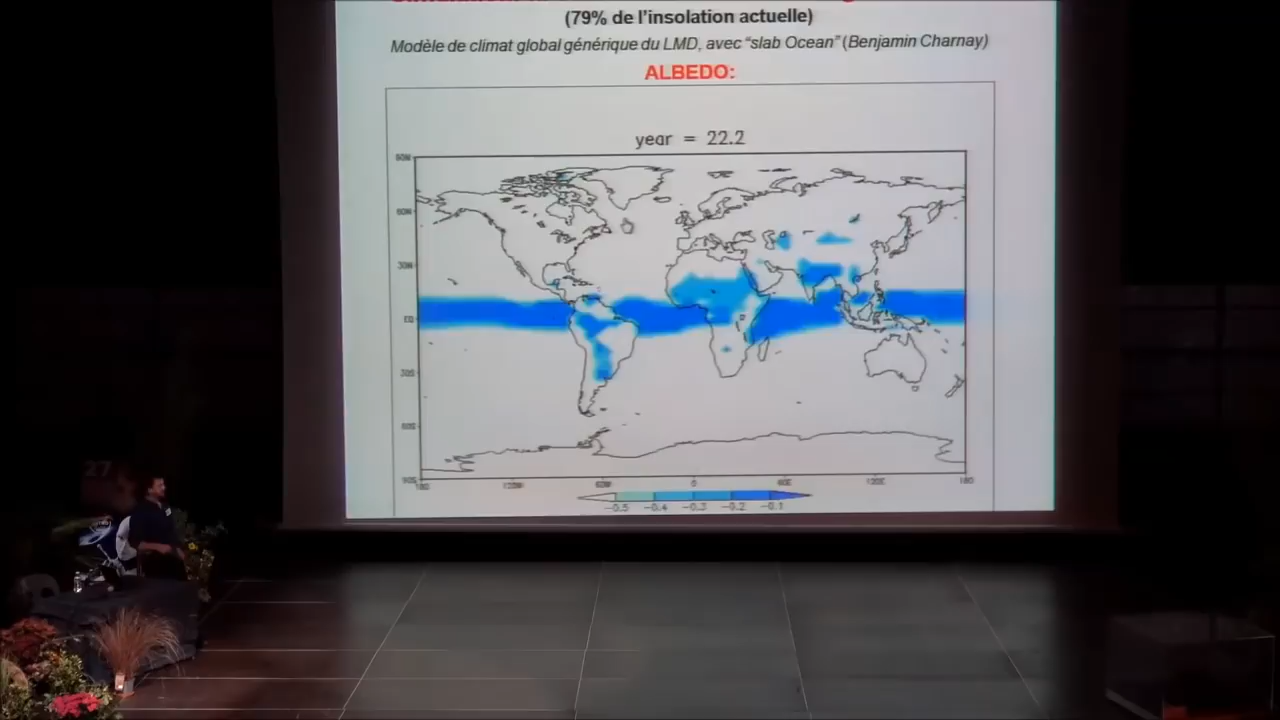 (79% de l'insolation actuelle)
Modèle de climat global générique du LMD, avec "slab Ocean" (Benjamin Charnay)
ALBEDO:
year = 22.2
90N
60N
30N
EQ
30S
60S
90S
180 120W 60W 0 60E 120E 180
-0.5 -0.4 -0.3 -0.2 -0.1
27